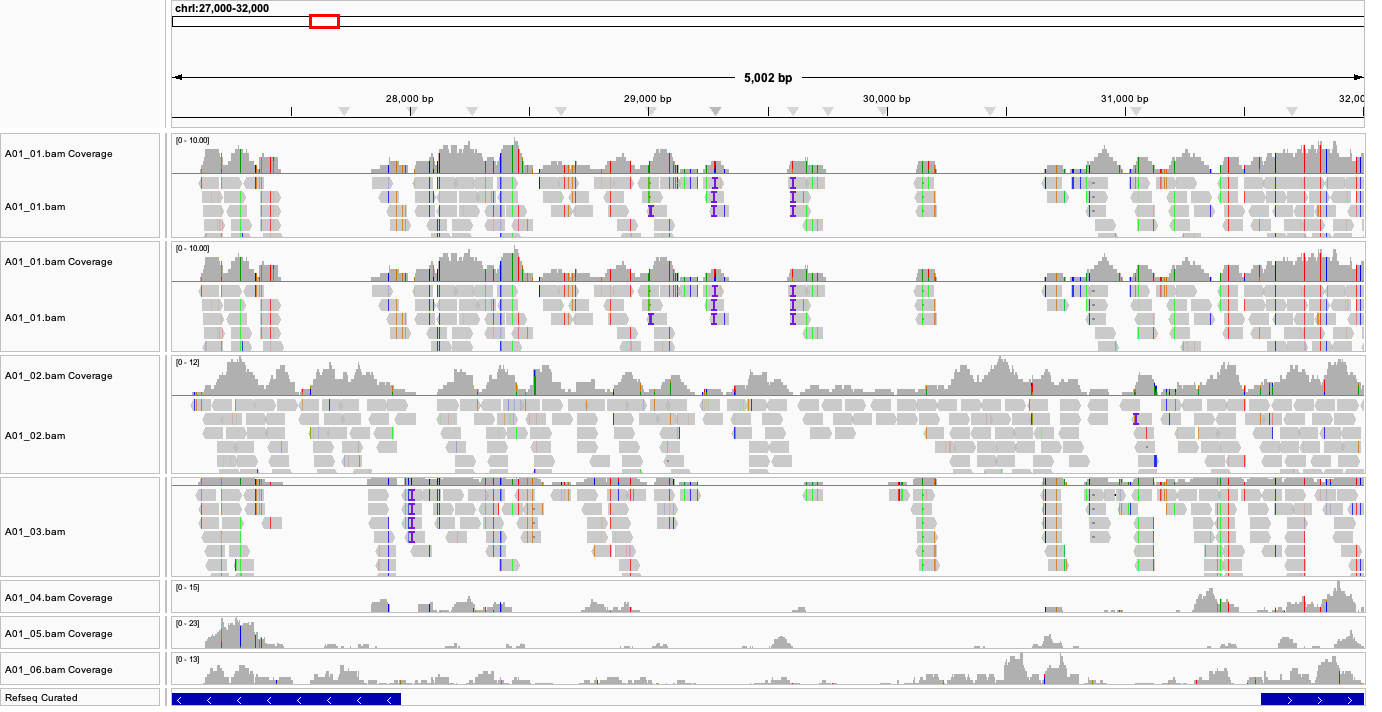 chrI:27,000-32,000
5,002 bp
28,000 bp 29,000 bp 30,000 bp 31,000 bp 32,00
[0 - 10.00]
A01_01.bam Coverage
A01_01.bam
[0 - 10.00]
A01_01.bam Coverage
A01_01.bam
[0 - 12]
A01_02.bam Coverage
A01_02.bam
A01_03.bam
[0 - 15]
A01_04.bam Coverage
[0 - 23]
A01_05.bam Coverage
[0 - 13]
A01_06.bam Coverage
Refseq Curated